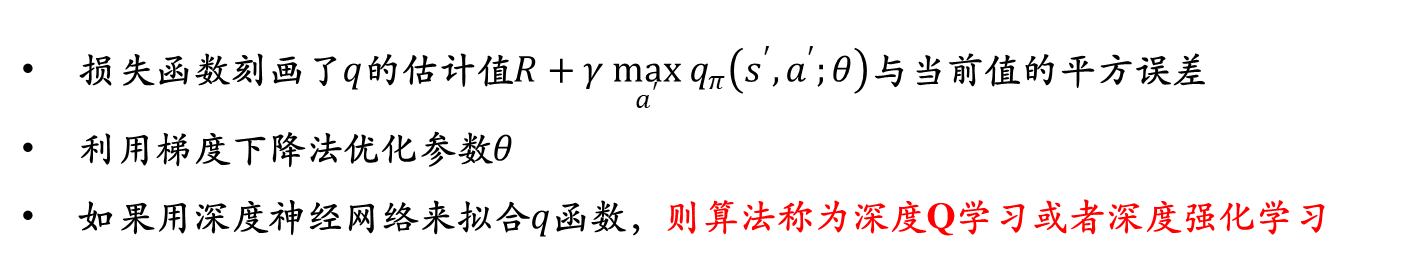 • 损失函数刻画了q的估计值R + γ max_{a′} q_π(s′, a′; θ)与当前值的平方误差
• 利用梯度下降法优化参数θ
• 如果用深度神经网络来拟合q函数，则算法称为深度Q学习或者深度强化学习